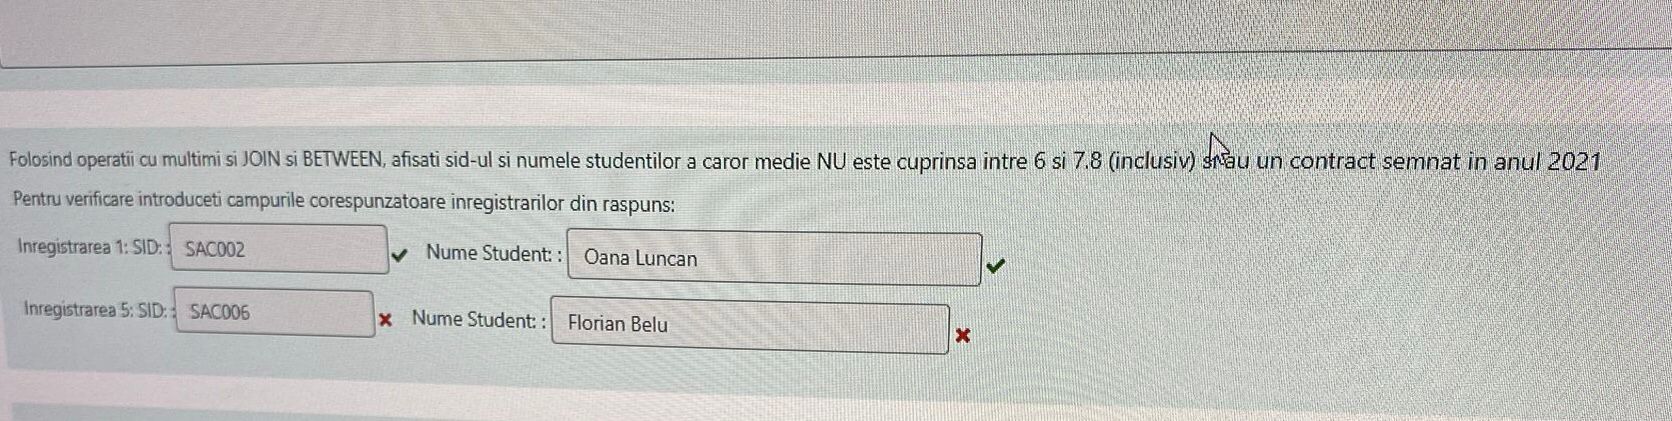 Folosind operatii cu multimi si JOIN si BETWEEN, afisati sid-ul si numele studentilor a caror medie NU este cuprinsa intre 6 si 7.8 (inclusiv) au un contract semnat in anul 2021
Pentru verificare introduceti campurile corespunzatoare inregistrarilor din raspuns:
Inregistrarea 1: SID: : SAC002 Nume Student: : Oana Luncan
Inregistrarea 5: SID: : SAC006 Nume Student: : Florian Belu